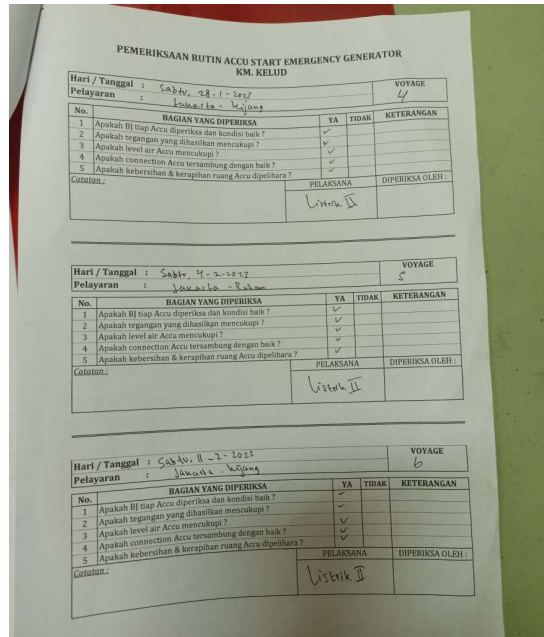 PEMERIKSAAN RUTIN ACCU START EMERGENCY GENERATOR
KM. KELUD
Hari / Tanggal : Sabtu, 28-1-2023 VOYAGE
Pelayaran : Jakarta - Kijang 4
No. BAGIAN YANG DIPERIKSA YA TIDAK KETERANGAN
1 Apakah BJ tiap Accu diperiksa dan kondisi baik ? ✓
2 Apakah tegangan yang dihasilkan mencukupi ? ✓
3 Apakah level air Accu mencukupi ? ✓
4 Apakah connection Accu tersambung dengan baik ? ✓
5 Apakah kebersihan & kerapihan ruang Accu dipelihara ? ✓
Catatan : PELAKSANA DIPERIKSA OLEH :
Listrik II
Hari / Tanggal : Sabtu, 4-2-2023 VOYAGE
Pelayaran : Jakarta - 5
No. BAGIAN YANG DIPERIKSA YA TIDAK KETERANGAN
1 Apakah BJ tiap Accu diperiksa dan kondisi baik ? ✓
2 Apakah tegangan yang dihasilkan mencukupi ? ✓
3 Apakah level air Accu mencukupi ? ✓
4 Apakah connection Accu tersambung dengan baik ? ✓
5 Apakah kebersihan & kerapihan ruang Accu dipelihara ? ✓
Catatan : PELAKSANA DIPERIKSA OLEH :
Listrik II
Hari / Tanggal : Sabtu, 11-2-2023 VOYAGE
Pelayaran : Jakarta - Kijang 6
No. BAGIAN YANG DIPERIKSA YA TIDAK KETERANGAN
1 Apakah BJ tiap Accu diperiksa dan kondisi baik ? ✓
2 Apakah tegangan yang dihasilkan mencukupi ? ✓
3 Apakah level air Accu mencukupi ? ✓
4 Apakah connection Accu tersambung dengan baik ? ✓
5 Apakah kebersihan & kerapihan ruang Accu dipelihara ? ✓
Catatan : PELAKSANA DIPERIKSA OLEH :
Listrik II